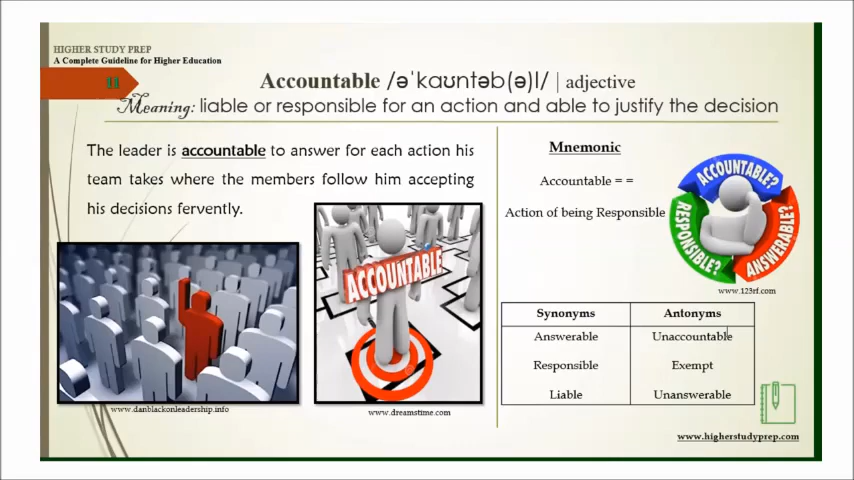 HIGHER STUDY PREP
A Complete Guideline for Higher Education
11
Accountable /əˈkaʊntəb(ə)l/ | adjective
Meaning: liable or responsible for an action and able to justify the decision
The leader is accountable to answer for each action his
team takes where the members follow him accepting
his decisions fervently.
www.danblackonleadership.info
ACCOUNTABLE
www.dreamstime.com
Mnemonic
Accountable = =
Action of being Responsible
ACCOUNTABLE?
RESPONSIBLE?
ANSWERABLE?
www.123rf.com
Synonyms Antonyms
Answerable Unaccountable
Responsible Exempt
Liable Unanswerable
www.higherstudyprep.com